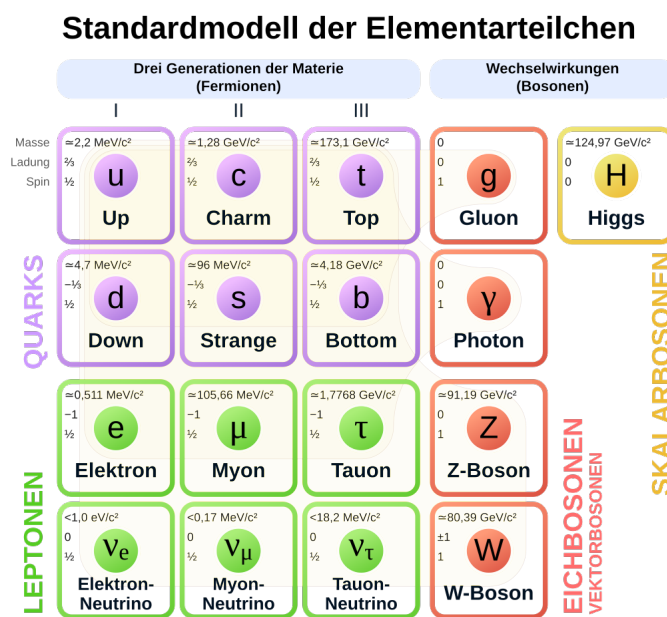 Standardmodell der Elementarteilchen
Drei Generationen der Materie
(Fermionen)
Wechselwirkungen
(Bosonen)
I
II
III
Masse
Ladung
Spin
≃2,2 MeV/c²
⅔
½
u
Up
≃1,28 GeV/c²
⅔
½
c
Charm
≃173,1 GeV/c²
⅔
½
t
Top
0
0
1
g
Gluon
≃124,97 GeV/c²
0
0
H
Higgs
QUARKS
≃4,7 MeV/c²
−⅓
½
d
Down
≃96 MeV/c²
−⅓
½
s
Strange
≃4,18 GeV/c²
−⅓
½
b
Bottom
0
0
1
γ
Photon
SKALARBOSONEN
LEPTONEN
≃0,511 MeV/c²
−1
½
e
Elektron
≃105,66 MeV/c²
−1
½
μ
Myon
≃1,7768 GeV/c²
−1
½
τ
Tauon
≃91,19 GeV/c²
0
1
Z
Z-Boson
EICHBOSONEN
VEKTORBOSONEN
<1,0 eV/c²
0
½
νe
Elektron-
Neutrino
<0,17 MeV/c²
0
½
νμ
Myon-
Neutrino
<18,2 MeV/c²
0
½
ντ
Tauon-
Neutrino
≃80,39 GeV/c²
±1
1
W
W-Boson